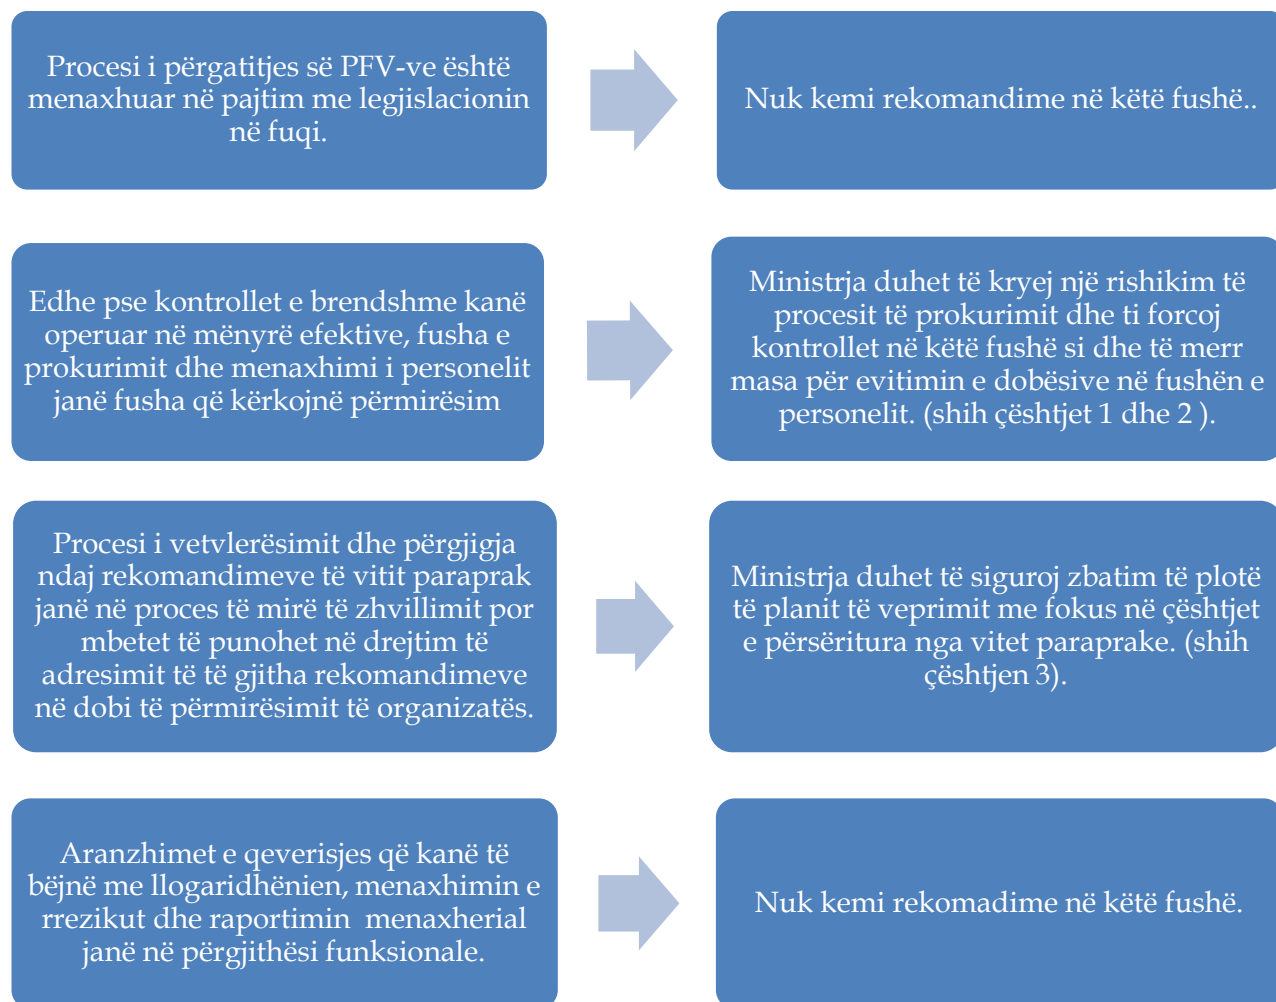 Procesi i përgatitjes së PFV-ve është
menaxhuar në pajtim me legjislacionin
në fuqi.
Nuk kemi rekomandime në këtë fushë..
Edhe pse kontrollet e brendshme kanë
operuar në mënyrë efektive, fusha e
prokurimit dhe menaxhimi i personelit
janë fusha që kërkojnë përmirësim
Ministrja duhet të kryej një rishikim të
procesit të prokurimit dhe ti forcoj
kontrollet në këtë fushë si dhe të merr
masa për evitimin e dobësive në fushën e
personelit. (shih çështjet 1 dhe 2 ).
Procesi i vetvlerësimit dhe përgjigja
ndaj rekomandimeve të vitit paraprak
janë në proces të mirë të zhvillimit por
mbetet të punohet në drejtim të
adresimit të të gjitha rekomandimeve
në dobi të përmirësimit të organizatës.
Ministrja duhet të siguroj zbatim të plotë
të planit të veprimit me fokus në çështjet
e përsëritura nga vitet paraprake. (shih
çështjen 3).
Aranzhimet e qeverisjes që kanë të
bëjnë me llogaridhënien, menaxhimin e
rrezikut dhe raportimin  menaxherial
janë në përgjithësi funksionale.
Nuk kemi rekomadime në këtë fushë.